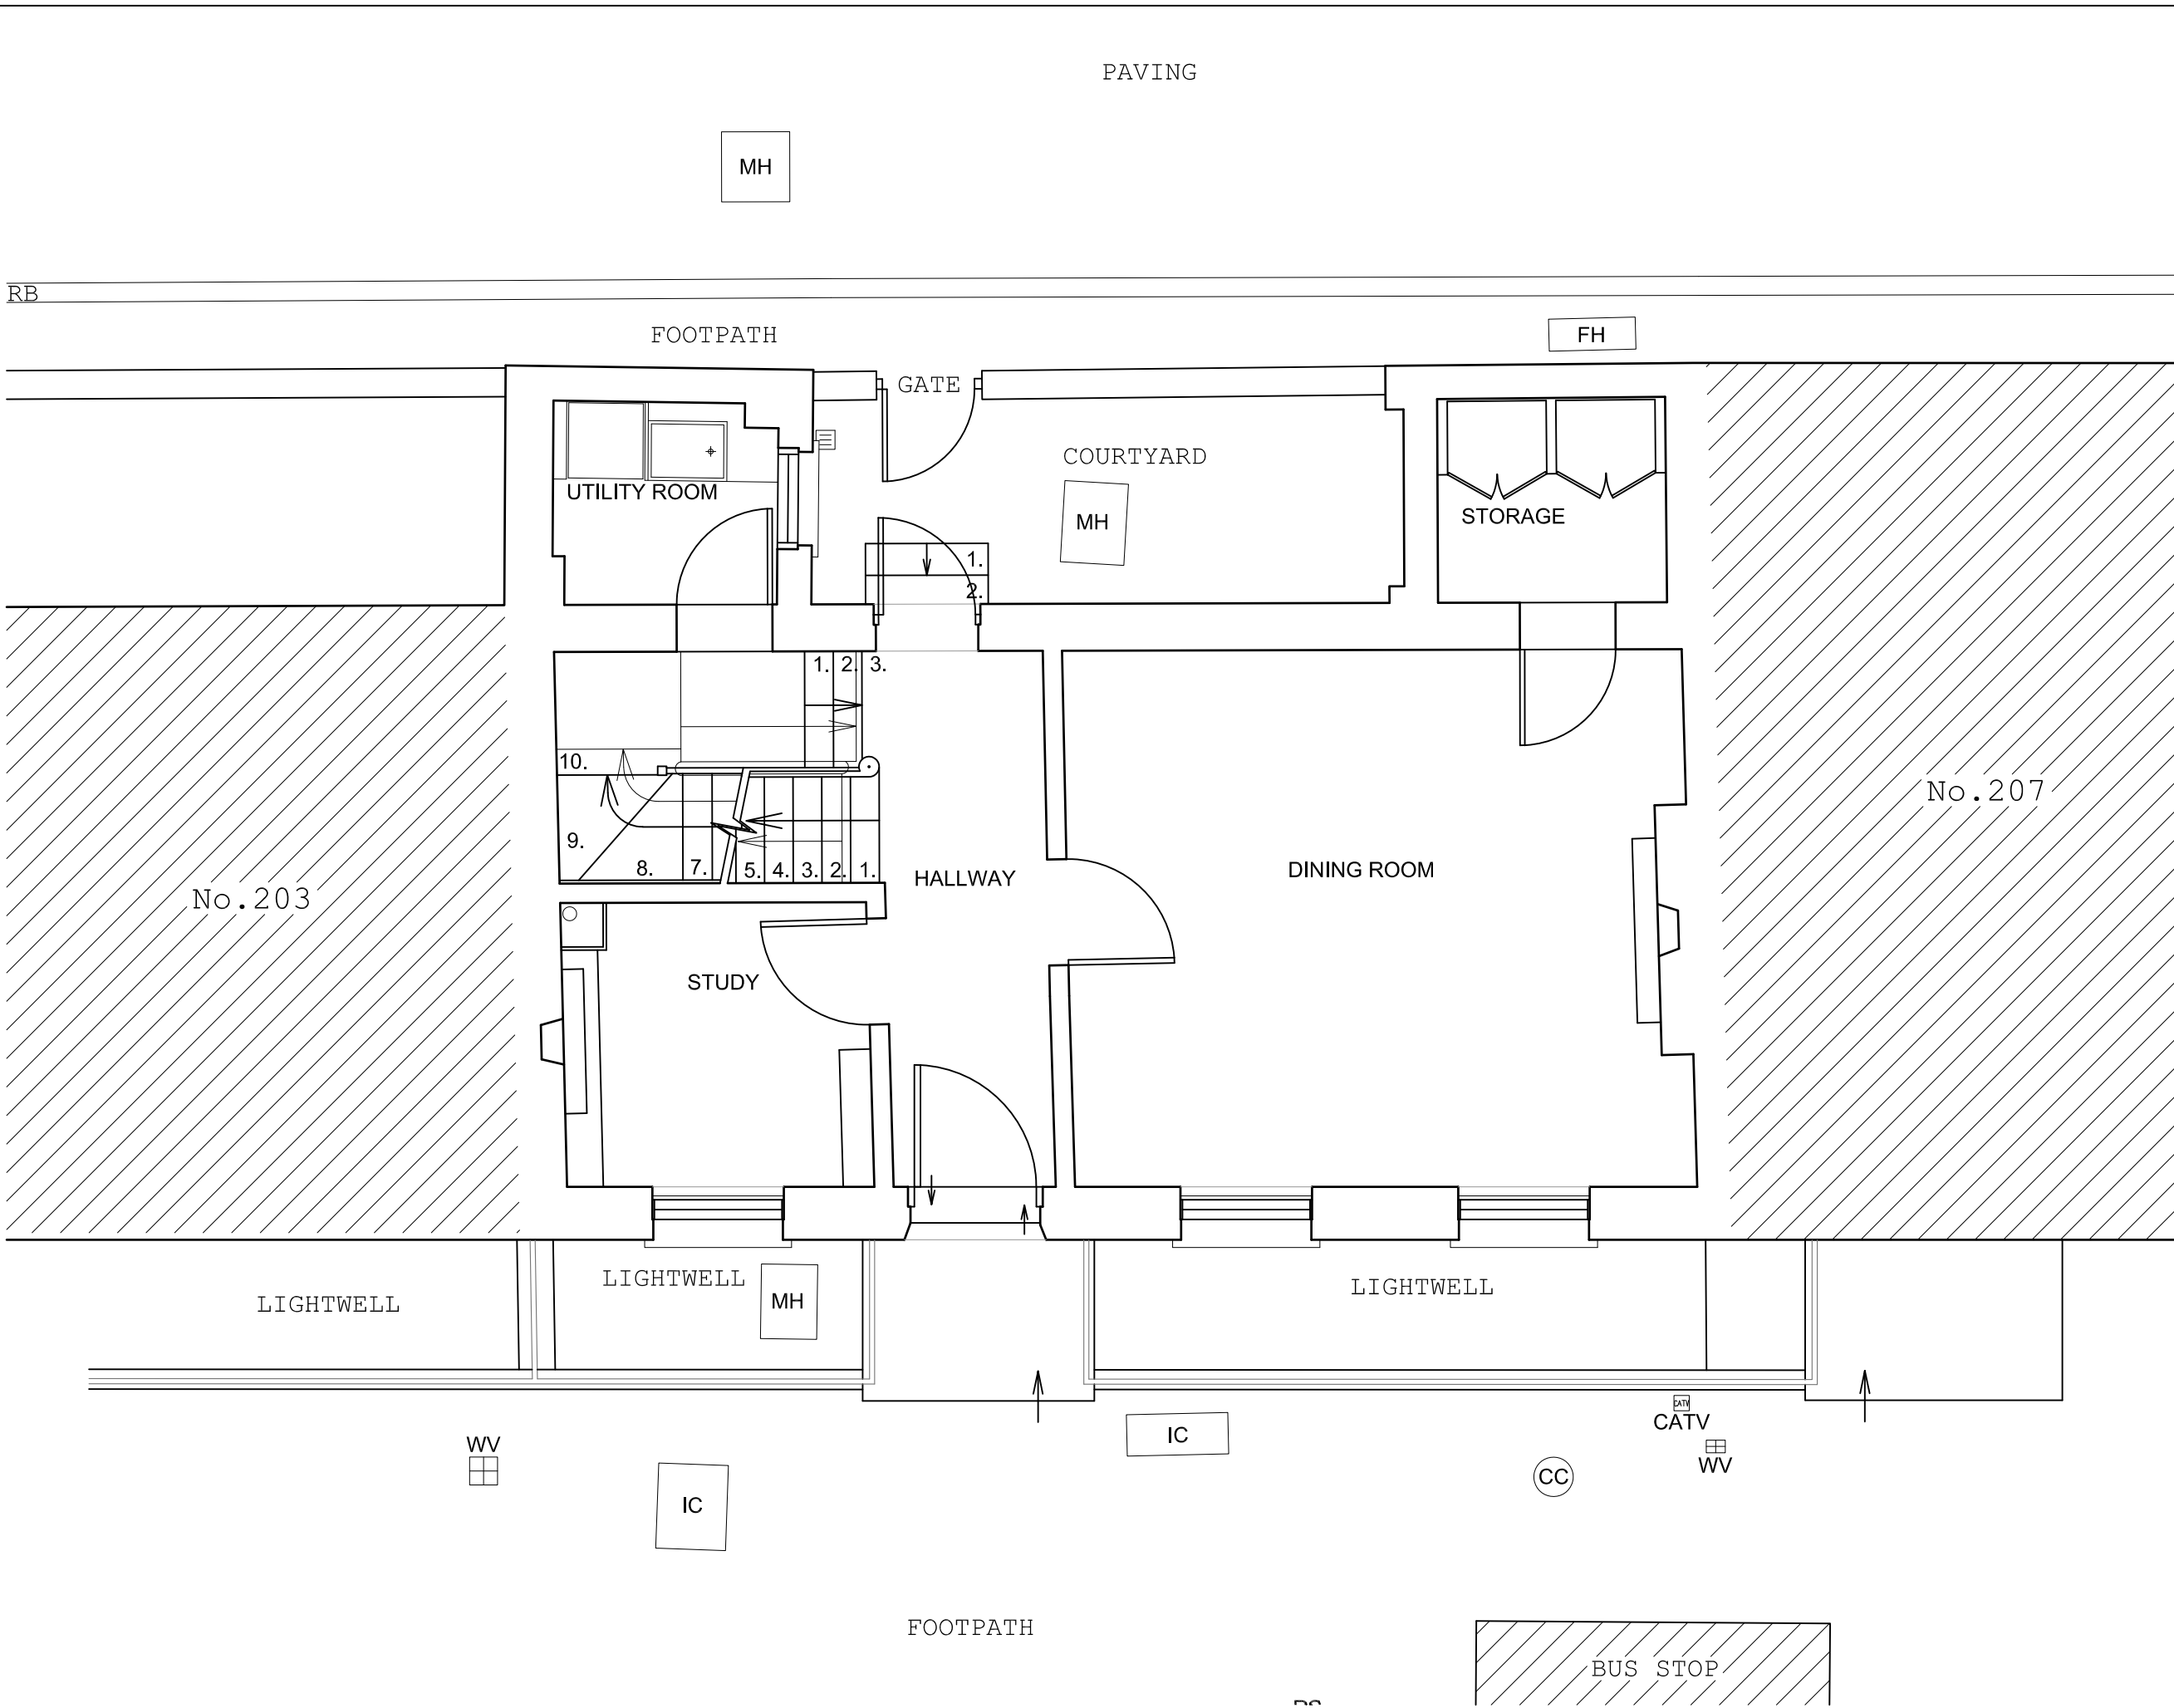 PAVING
MH
RB
FOOTPATH
FH
GATE
COURTYARD
UTILITY ROOM
STORAGE
MH
1.
2.
1. 2. 3.
10.
No.207
9.
8. 7. 5. 4. 3. 2. 1.
HALLWAY
DINING ROOM
No.203
STUDY
LIGHTWELL
LIGHTWELL
LIGHTWELL
MH
CATV
CATV
IC
WV
WV
CC
IC
FOOTPATH
BUS STOP